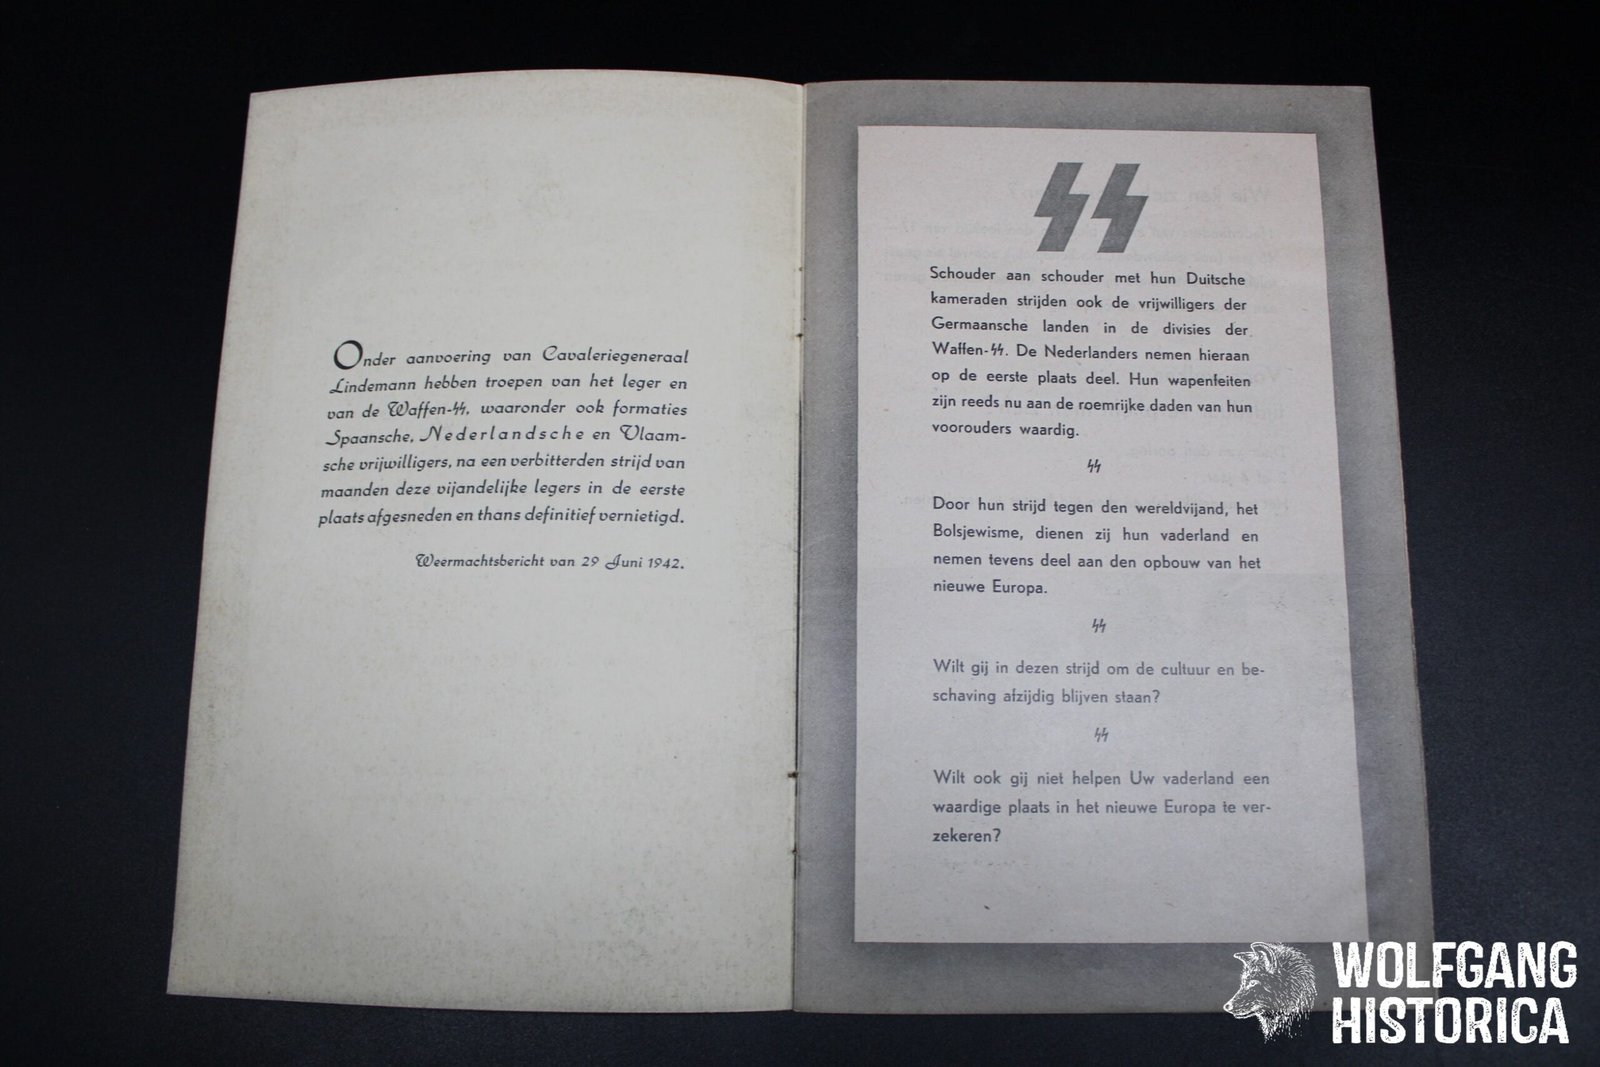 Onder aanvoering van Cavaleriegeneraal
Lindemann hebben troepen van het leger en
van de Waffen-ᛋᛋ, waaronder ook formaties
Spaansche, Nederlandsche en Vlaam-
sche vrijwilligers, na een verbitterden strijd van
maanden deze vijandelijke legers in de eerste
plaats afgesneden en thans definitief vernietigd.
Weermachtsbericht van 29 Juni 1942.
ᛋᛋ
Schouder aan schouder met hun Duitsche
kameraden strijden ook de vrijwilligers der
Germaansche landen in de divisies der
Waffen-ᛋᛋ. De Nederlanders nemen hieraan
op de eerste plaats deel. Hun wapenfeiten
zijn reeds nu aan de roemrijke daden van hun
voorouders waardig.
ᛋᛋ
Door hun strijd tegen den wereldvijand, het
Bolsjewisme, dienen zij hun vaderland en
nemen tevens deel aan den opbouw van het
nieuwe Europa.
ᛋᛋ
Wilt gij in dezen strijd om de cultuur en be-
schaving afzijdig blijven staan?
ᛋᛋ
Wilt ook gij niet helpen Uw vaderland een
waardige plaats in het nieuwe Europa te ver-
zekeren?
WOLFGANG
HISTORICA